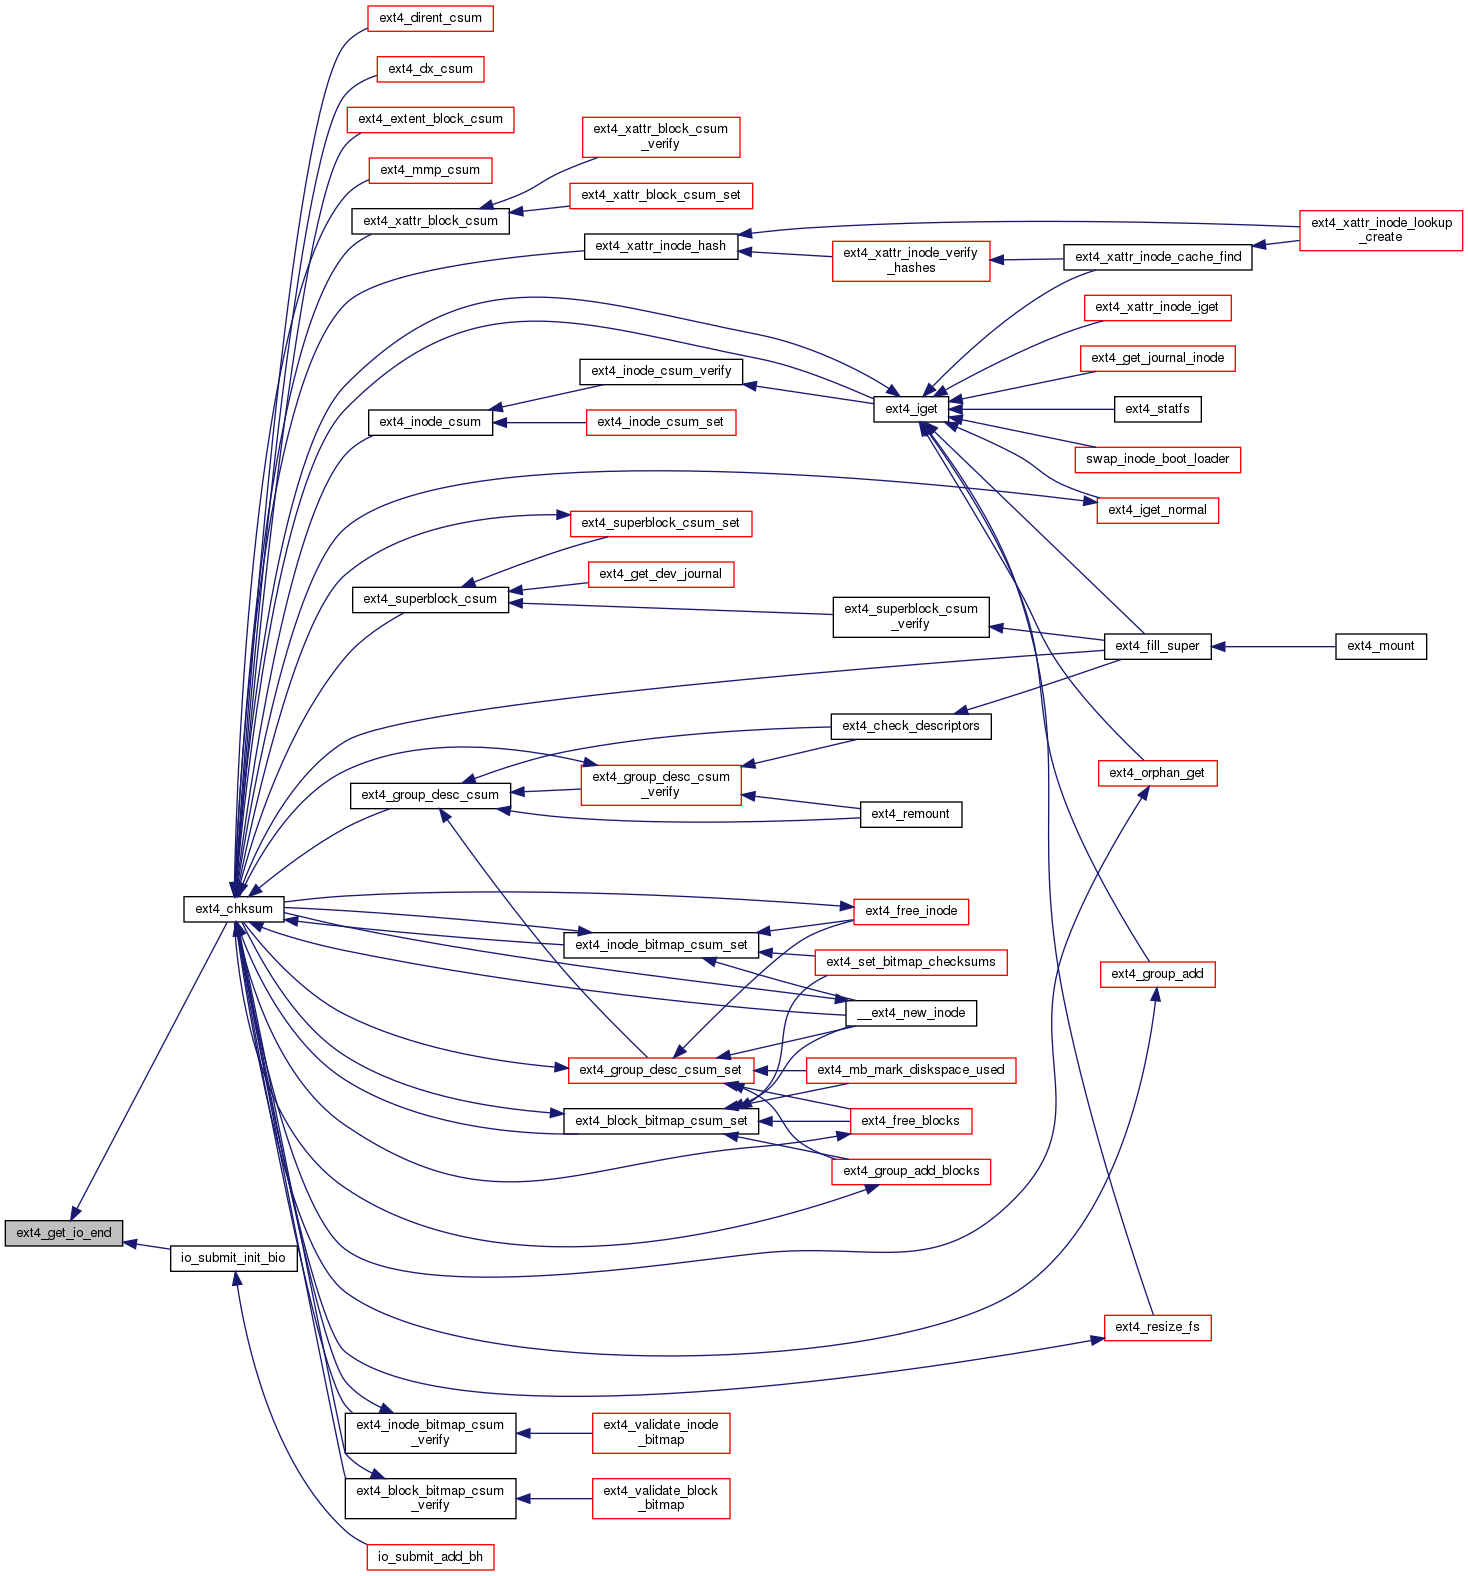 ext4_dirent_csum
ext4_dx_csum
ext4_extent_block_csum
ext4_xattr_block_csum
_verify
ext4_mmp_csum
ext4_xattr_block_csum_set
ext4_xattr_block_csum
ext4_xattr_inode_lookup
_create
ext4_xattr_inode_hash
ext4_xattr_inode_verify
_hashes
ext4_xattr_inode_cache_find
ext4_xattr_inode_iget
ext4_get_journal_inode
ext4_inode_csum_verify
ext4_iget
ext4_statfs
ext4_inode_csum
ext4_inode_csum_set
swap_inode_boot_loader
ext4_iget_normal
ext4_superblock_csum_set
ext4_get_dev_journal
ext4_superblock_csum
ext4_superblock_csum
_verify
ext4_fill_super
ext4_mount
ext4_check_descriptors
ext4_group_desc_csum
_verify
ext4_orphan_get
ext4_group_desc_csum
ext4_remount
ext4_chksum
ext4_free_inode
ext4_inode_bitmap_csum_set
ext4_set_bitmap_checksums
ext4_group_add
__ext4_new_inode
ext4_group_desc_csum_set
ext4_mb_mark_diskspace_used
ext4_block_bitmap_csum_set
ext4_free_blocks
ext4_group_add_blocks
ext4_get_io_end
io_submit_init_bio
ext4_resize_fs
ext4_inode_bitmap_csum
_verify
ext4_validate_inode
_bitmap
ext4_block_bitmap_csum
_verify
ext4_validate_block
_bitmap
io_submit_add_bh